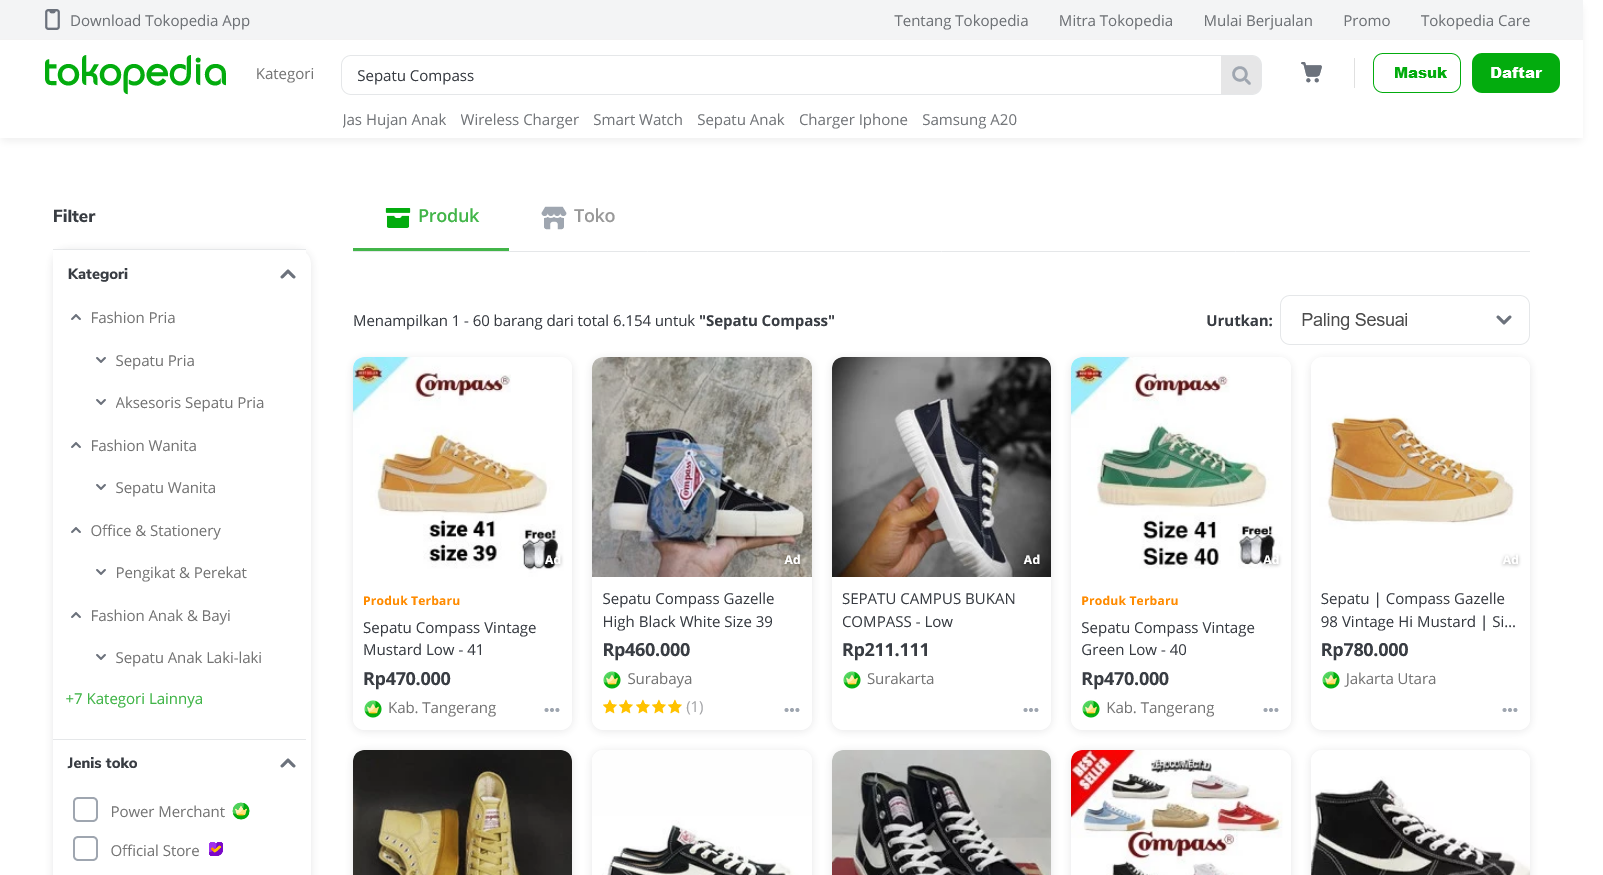 Download Tokopedia App
Tentang Tokopedia
Mitra Tokopedia
Mulai Berjualan
Promo
Tokopedia Care
tokopedia
Kategori
Sepatu Compass
Masuk
Daftar
Jas Hujan Anak
Wireless Charger
Smart Watch
Sepatu Anak
Charger Iphone
Samsung A20
Filter
Produk
Toko
Kategori
Fashion Pria
Sepatu Pria
Aksesoris Sepatu Pria
Fashion Wanita
Sepatu Wanita
Office & Stationery
Pengikat & Perekat
Fashion Anak & Bayi
Sepatu Anak Laki-laki
+7 Kategori Lainnya
Jenis toko
Power Merchant
Official Store
Menampilkan 1 - 60 barang dari total 6.154 untuk "Sepatu Compass"
Urutkan:
Paling Sesuai
Compass®
size 41
size 39
Free!
Ad
Produk Terbaru
Sepatu Compass Vintage
Mustard Low - 41
Rp470.000
Kab. Tangerang
Compass
Ad
Sepatu Compass Gazelle
High Black White Size 39
Rp460.000
Surabaya
(1)
Ad
SEPATU CAMPUS BUKAN
COMPASS - Low
Rp211.111
Surakarta
Compass®
Size 41
Size 40
Free!
Ad
Produk Terbaru
Sepatu Compass Vintage
Green Low - 40
Rp470.000
Kab. Tangerang
Ad
Sepatu | Compass Gazelle
98 Vintage Hi Mustard | Si...
Rp780.000
Jakarta Utara
BEST
SELLER
Compass®